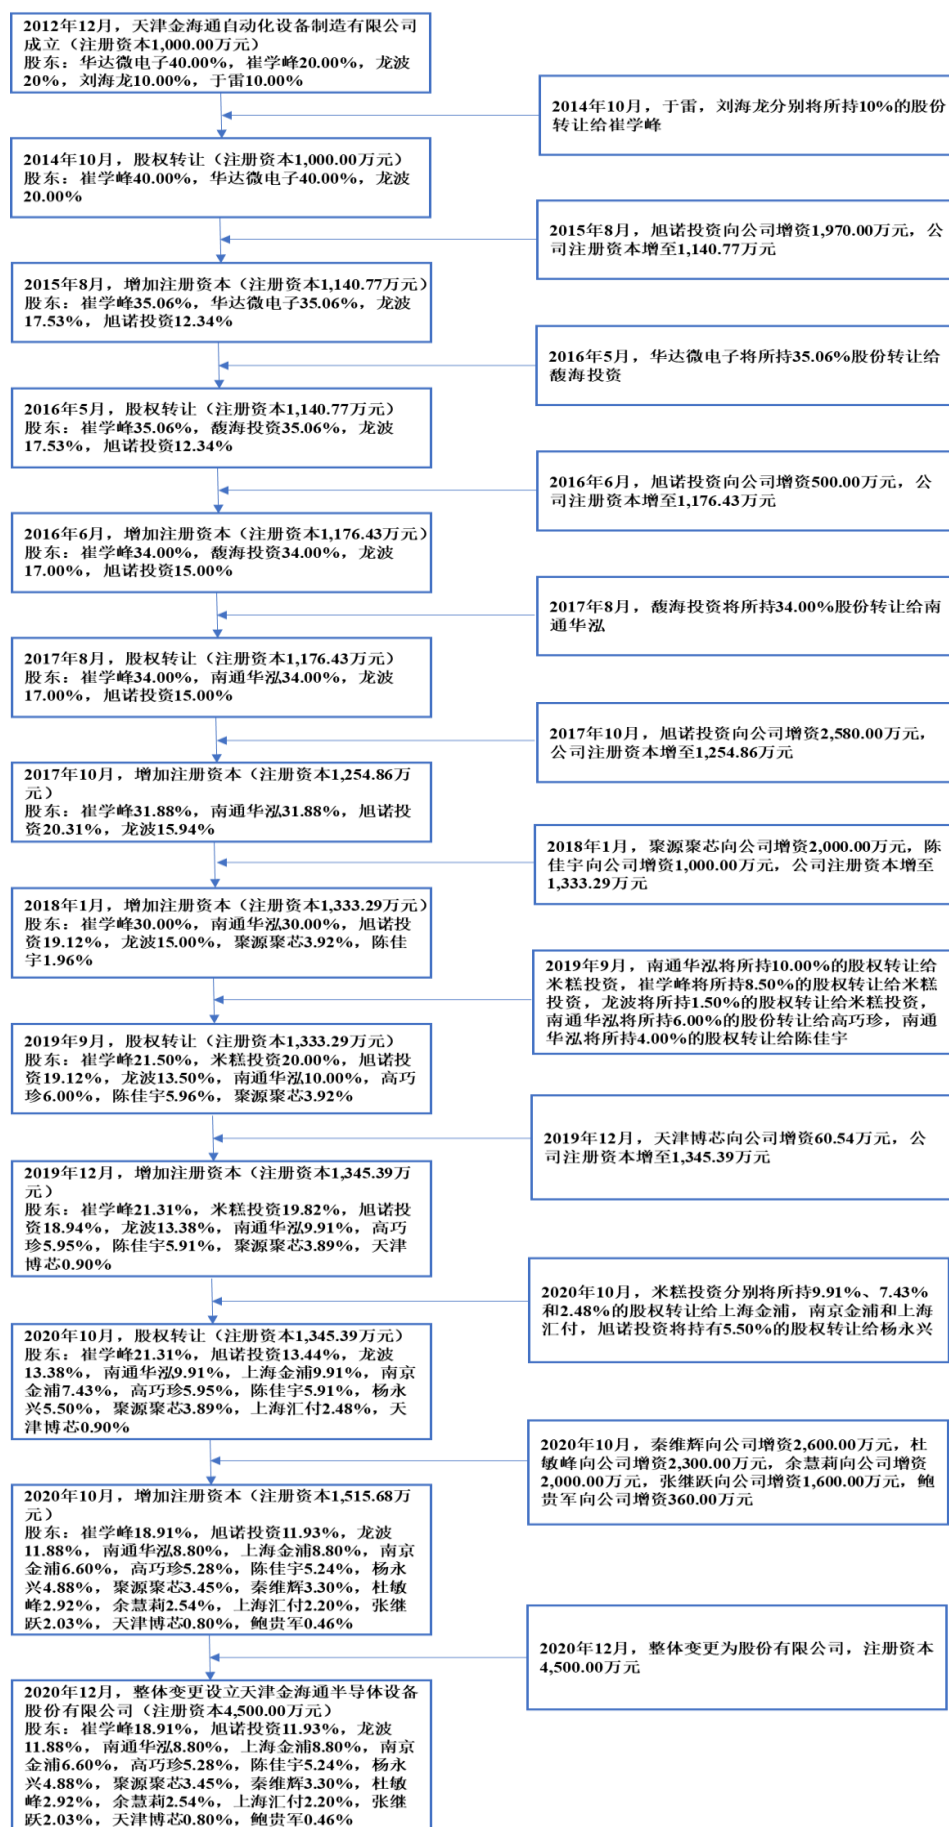 2012年12月，天津金海通自动化设备制造有限公司
成立（注册资本1,000.00万元）
股东：华达微电子40.00%，崔学峰20.00%，龙波
20%，刘海龙10.00%，于雷10.00%
2014年10月，于雷，刘海龙分别将所持10%的股份
转让给崔学峰
2014年10月，股权转让（注册资本1,000.00万元）
股东：崔学峰40.00%，华达微电子40.00%，龙波
20.00%
2015年8月，旭诺投资向公司增资1,970.00万元，公
司注册资本增至1,140.77万元
2015年8月，增加注册资本（注册资本1,140.77万元）
股东：崔学峰35.06%，华达微电子35.06%，龙波
17.53%，旭诺投资12.34%
2016年5月，华达微电子将所持35.06%股份转让给
馥海投资
2016年5月，股权转让（注册资本1,140.77万元）
股东：崔学峰35.06%，馥海投资35.06%，龙波
17.53%，旭诺投资12.34%
2016年6月，旭诺投资向公司增资500.00万元，公
司注册资本增至1,176.43万元
2016年6月，增加注册资本（注册资本1,176.43万元）
股东：崔学峰34.00%，馥海投资34.00%，龙波
17.00%，旭诺投资15.00%
2017年8月，馥海投资将所持34.00%股份转让给南
通华泓
2017年8月，股权转让（注册资本1,176.43万元）
股东：崔学峰34.00%，南通华泓34.00%，龙波
17.00%，旭诺投资15.00%
2017年10月，旭诺投资向公司增资2,580.00万元，
公司注册资本增至1,254.86万元
2017年10月，增加注册资本（注册资本1,254.86万
元）
股东：崔学峰31.88%，南通华泓31.88%，旭诺投
资20.31%，龙波15.94%
2018年1月，聚源聚芯向公司增资2,000.00万元，陈
佳宇向公司增资1,000.00万元，公司注册资本增至
1,333.29万元
2018年1月，增加注册资本（注册资本1,333.29万元）
股东：崔学峰30.00%，南通华泓30.00%，旭诺投
资19.12%，龙波15.00%，聚源聚芯3.92%，陈佳
宇1.96%
2019年9月，南通华泓将所持10.00%的股权转让给
米糕投资，崔学峰将所持8.50%的股权转让给米糕
投资，龙波将所持1.50%的股权转让给米糕投资，
南通华泓将所持6.00%的股份转让给高巧珍，南通
华泓将所持4.00%的股权转让给陈佳宇
2019年9月，股权转让（注册资本1,333.29万元）
股东：崔学峰21.50%，米糕投资20.00%，旭诺投
资19.12%，龙波13.50%，南通华泓10.00%，高巧
珍6.00%，陈佳宇5.96%，聚源聚芯3.92%
2019年12月，天津博芯向公司增资60.54万元，公
司注册资本增至1,345.39万元
2019年12月，增加注册资本（注册资本1,345.39万
元）
股东：崔学峰21.31%，米糕投资19.82%，旭诺投
资18.94%，龙波13.38%，南通华泓9.91%，高巧
珍5.95%，陈佳宇5.91%，聚源聚芯3.89%，天津
博芯0.90%
2020年10月，米糕投资分别将所持9.91%、7.43%
和2.48%的股权转让给上海金浦，南京金浦和上海
汇付，旭诺投资将持有5.50%的股权转让给杨永兴
2020年10月，股权转让（注册资本1,345.39万元）
股东：崔学峰21.31%，旭诺投资13.44%，龙波
13.38%，南通华泓9.91%，上海金浦9.91%，南京
金浦7.43%，高巧珍5.95%，陈佳宇5.91%，杨永
兴5.50%，聚源聚芯3.89%，上海汇付2.48%，天
津博芯0.90%
2020年10月，秦维辉向公司增资2,600.00万元，杜
敏峰向公司增资2,300.00万元，余慧莉向公司增资
2,000.00万元，张继跃向公司增资1,600.00万元，鲍
贵军向公司增资360.00万元
2020年10月，增加注册资本（注册资本1,515.68万
元）
股东：崔学峰18.91%，旭诺投资11.93%，龙波
11.88%，南通华泓8.80%，上海金浦8.80%，南京
金浦6.60%，高巧珍5.28%，陈佳宇5.24%，杨永
兴4.88%，聚源聚芯3.45%，秦维辉3.30%，杜敏
峰2.92%，余慧莉2.54%，上海汇付2.20%，张继
跃2.03%，天津博芯0.80%，鲍贵军0.46%
2020年12月，整体变更为股份有限公司，注册资本
4,500.00万元
2020年12月，整体变更设立天津金海通半导体设备
股份有限公司（注册资本4,500.00万元）
股东：崔学峰18.91%，旭诺投资11.93%，龙波
11.88%，南通华泓8.80%，上海金浦8.80%，南京
金浦6.60%，高巧珍5.28%，陈佳宇5.24%，杨永
兴4.88%，聚源聚芯3.45%，秦维辉3.30%，杜敏
峰2.92%，余慧莉2.54%，上海汇付2.20%，张继
跃2.03%，天津博芯0.80%，鲍贵军0.46%